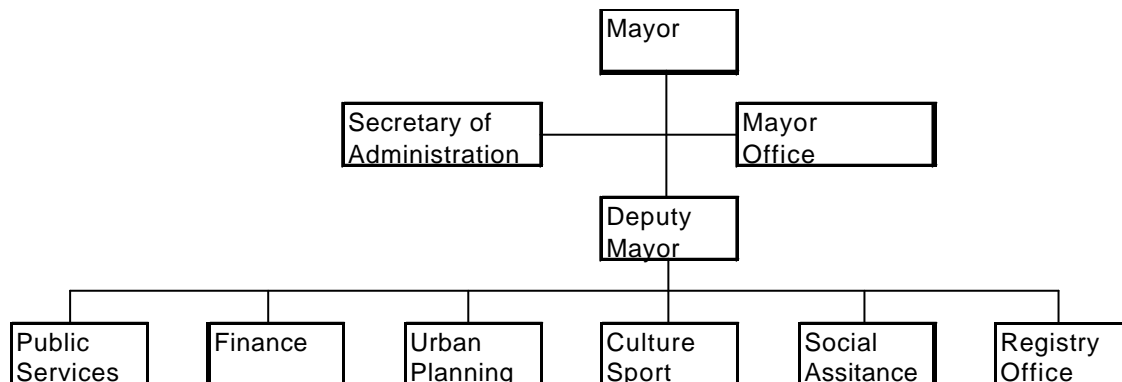 Mayor
Secretary of
Administration
Mayor
Office
Deputy
Mayor
Public
Services
Finance
Urban
Planning
Culture
Sport
Social
Assitance
Registry
Office